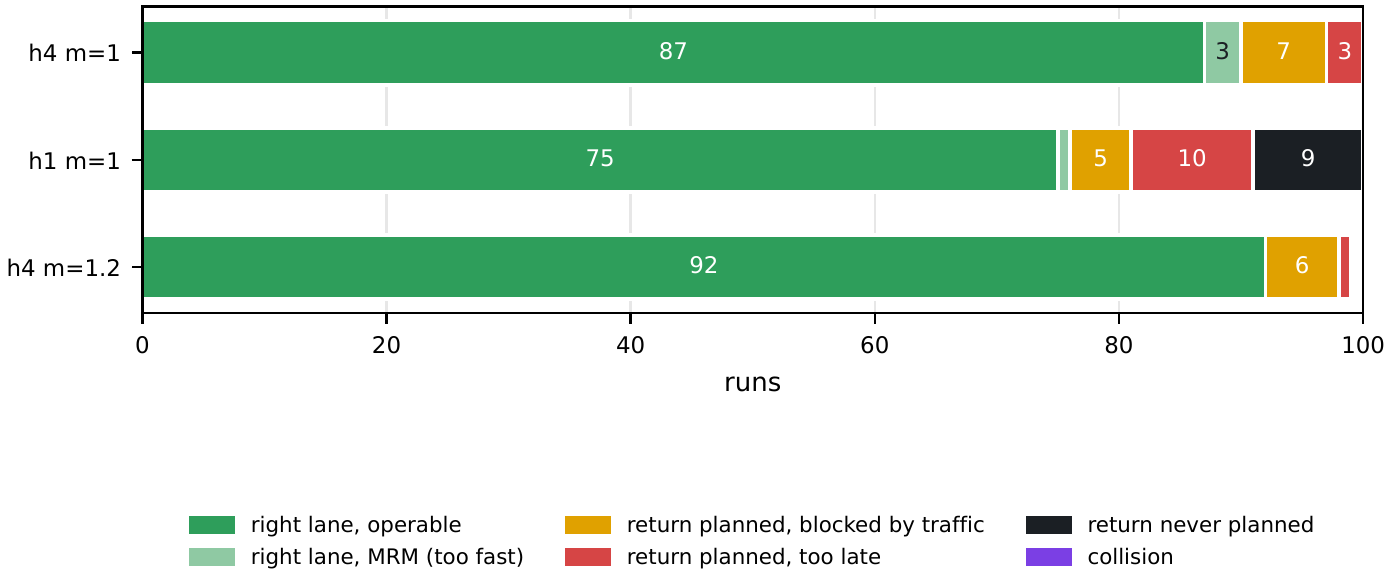 h4 m=1
87
3
7
3
h1 m=1
75
5
10
9
h4 m=1.2
92
6
0
20
40
60
80
100
runs
right lane, operable
return planned, blocked by traffic
return never planned
right lane, MRM (too fast)
return planned, too late
collision